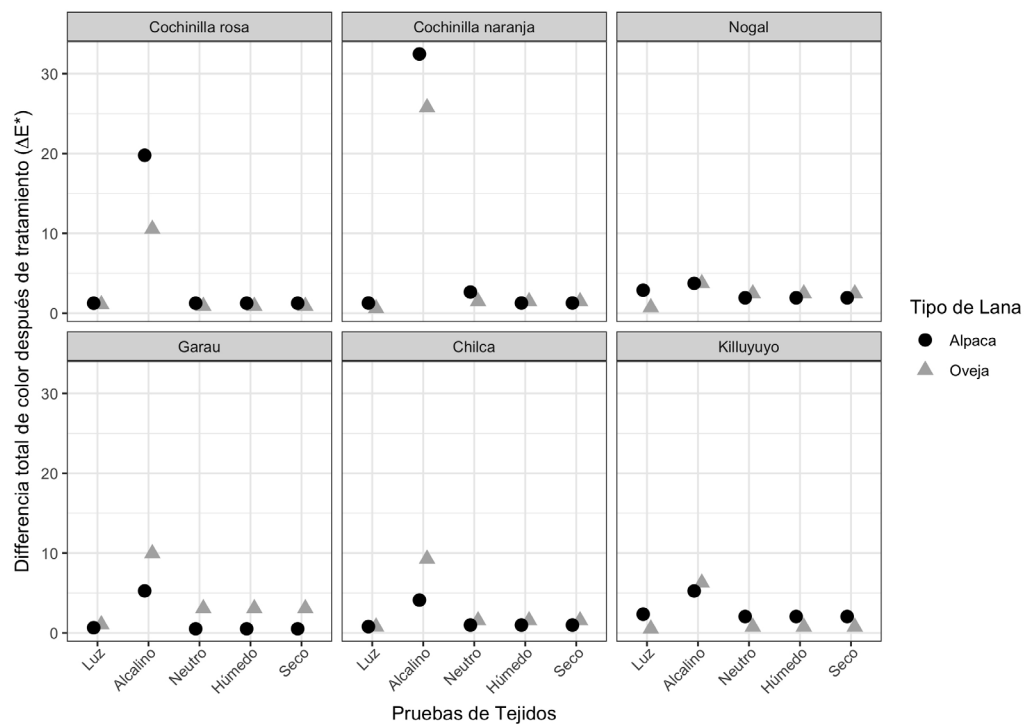 Cochinilla rosa
Cochinilla naranja
Nogal
30
20
10
0
Garau
Chilca
Killuyuyo
30
20
10
0
Luz
Alcalino
Neutro
Húmedo
Seco
Luz
Alcalino
Neutro
Húmedo
Seco
Luz
Alcalino
Neutro
Húmedo
Seco
Pruebas de Tejidos
Differencia total de color después de tratamiento (ΔE*)
Tipo de Lana
Alpaca
Oveja